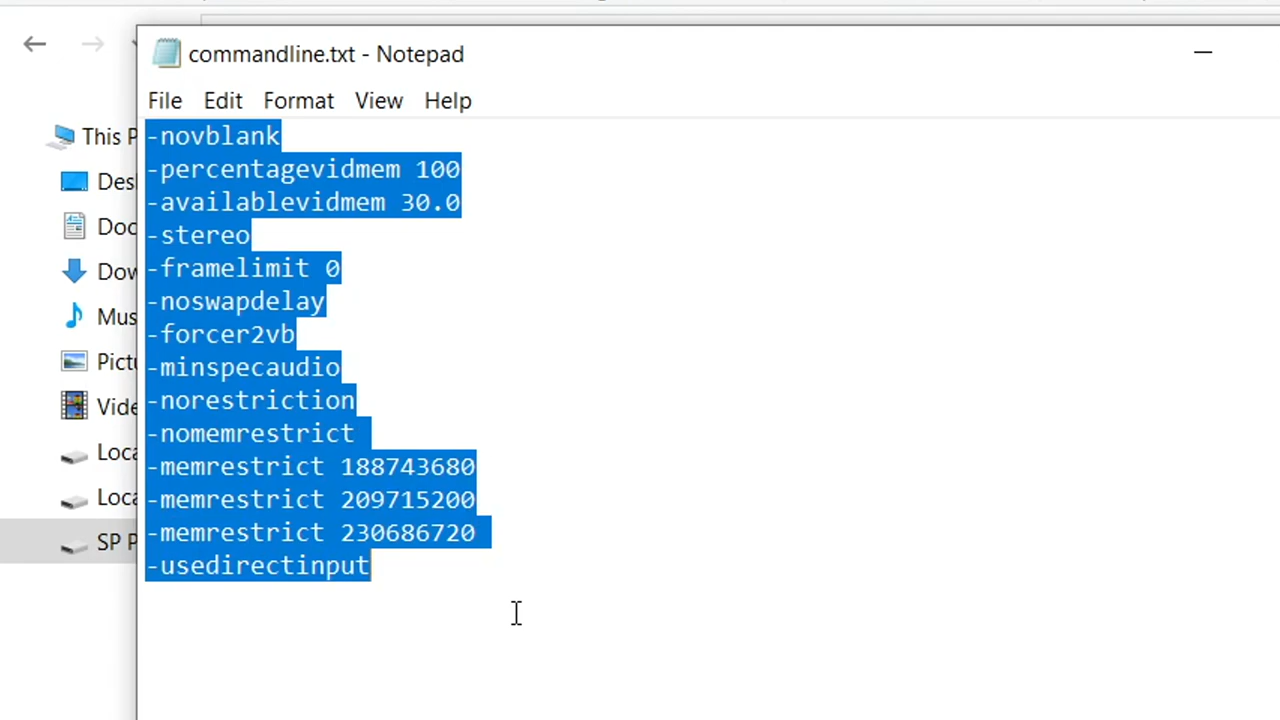 commandline.txt - Notepad
File Edit Format View Help
-novblank
-percentagevidmem 100
-availablevidmem 30.0
-stereo
-framelimit 0
-noswapdelay
-forcer2vb
-minspecaudio
-norestriction
-nomemrestrict
-memrestrict 188743680
-memrestrict 209715200
-memrestrict 230686720
-usedirectinput
This P
Des
Doc
Dow
Mus
Pictu
Vide
Loca
Loca
SP P